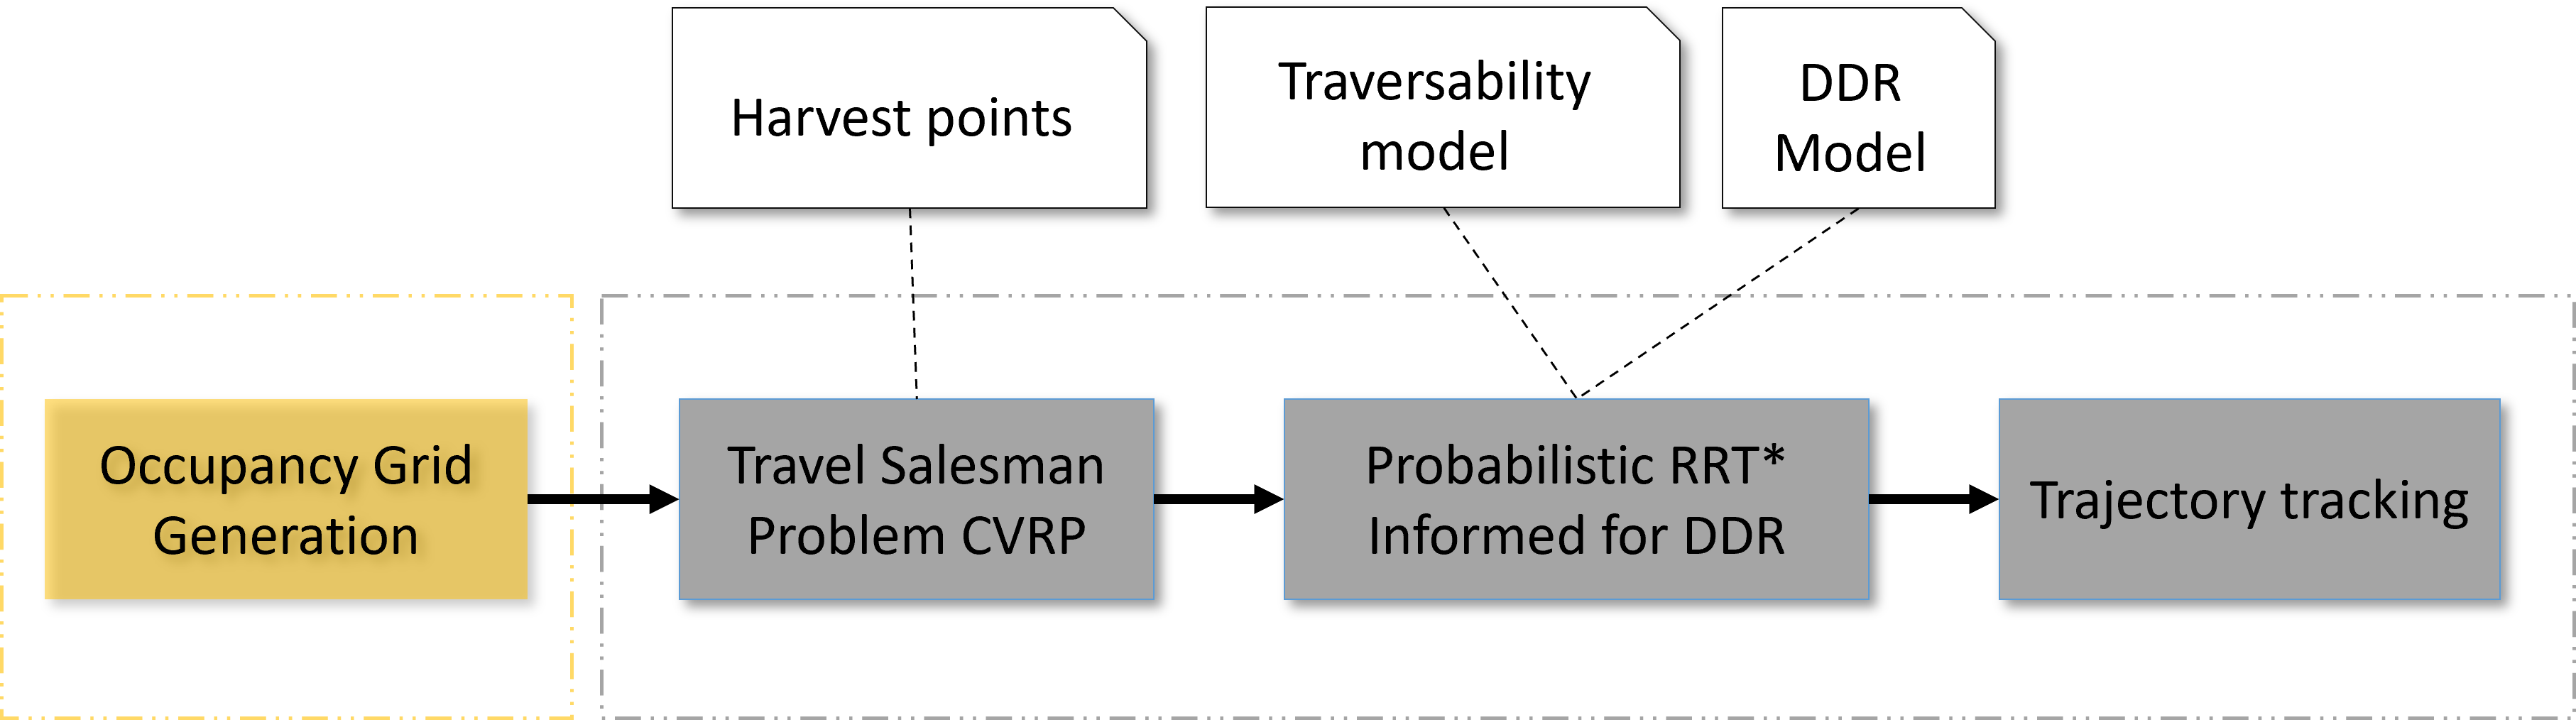 Harvest points
Traversability
model
DDR
Model
Occupancy Grid
Generation
Travel Salesman
Problem CVRP
Probabilistic RRT*
Informed for DDR
Trajectory tracking